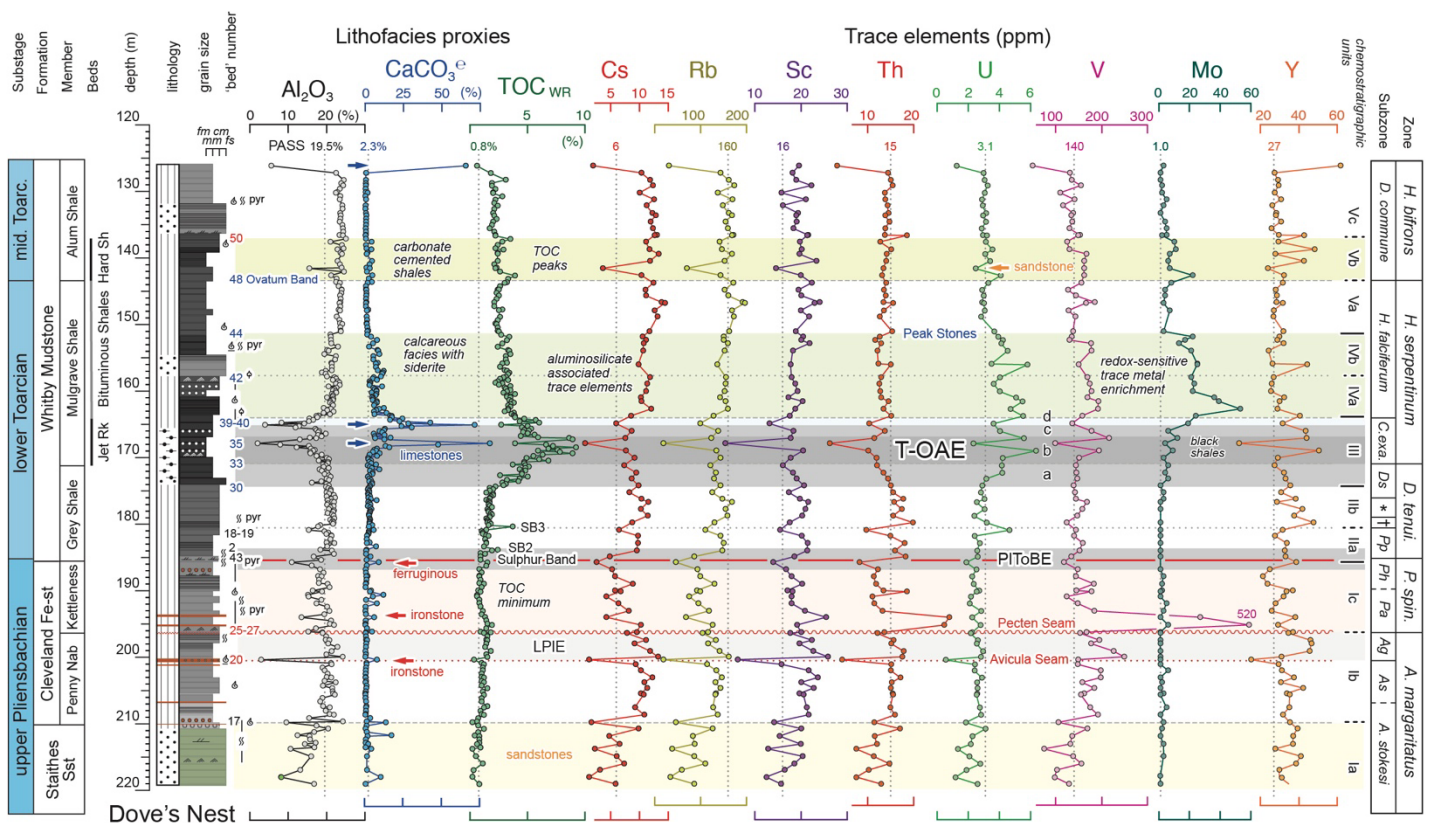 Lithofacies proxies
Trace elements (ppm)
Substage
Formation
Member
Beds
depth (m)
lithology
grain size
'bed' number
Al2O3
CaCO3 e
TOC WR
Cs
Rb
Sc
Th
U
V
Mo
Y
chemostratigraphic units
Subzone
Zone
fm cm
mm fs
0 10 20 (%)
0 25 50 (%)
0 5 10
(%)
5 10 15
100 200
10 20 30
10 20
0 2 4 6
100 200 300
0 20 40 60
20 40 60
PASS 19.5% 2.3% 0.8% 6 160 16 15 3.1 140 1.0 27
120
130
140
150
160
170
180
190
200
210
220
mid. Toarc.
lower Toarcian
upper Pliensbachian
Whitby Mudstone
Cleveland Fe-st
Staithes Sst
Alum Shale
Mulgrave Shale
Grey Shale
Kettleness
Penny Nab
Hard Sh
Bituminous Shales
Jet Rk
pyr
50
48 Ovatum Band
44
pyr
42
39-40
35
33
30
pyr
18-19
2
43 pyr
pyr
25-27
20
17
carbonate cemented shales
TOC peaks
sandstone
calcareous facies with siderite
aluminosilicate associated trace elements
Peak Stones
redox-sensitive trace metal enrichment
limestones
T-OAE
black shales
d
c
b
a
SB3
SB2
Sulphur Band
PlToBE
ferruginous
TOC minimum
ironstone
520
Pecten Seam
LPIE
Avicula Seam
ironstone
sandstones
Vc
Vb
Va
IVb
IVa
III
IIb
IIa
Ic
Ib
Ia
D. commune
H. falciferum
C.exa.
Ds
*
†
Pp
Ph
Pa
Ag
As
A. stokesi
H. bifrons
H. serpentinum
D. tenui.
P. spin.
A. margaritatus
Dove's Nest